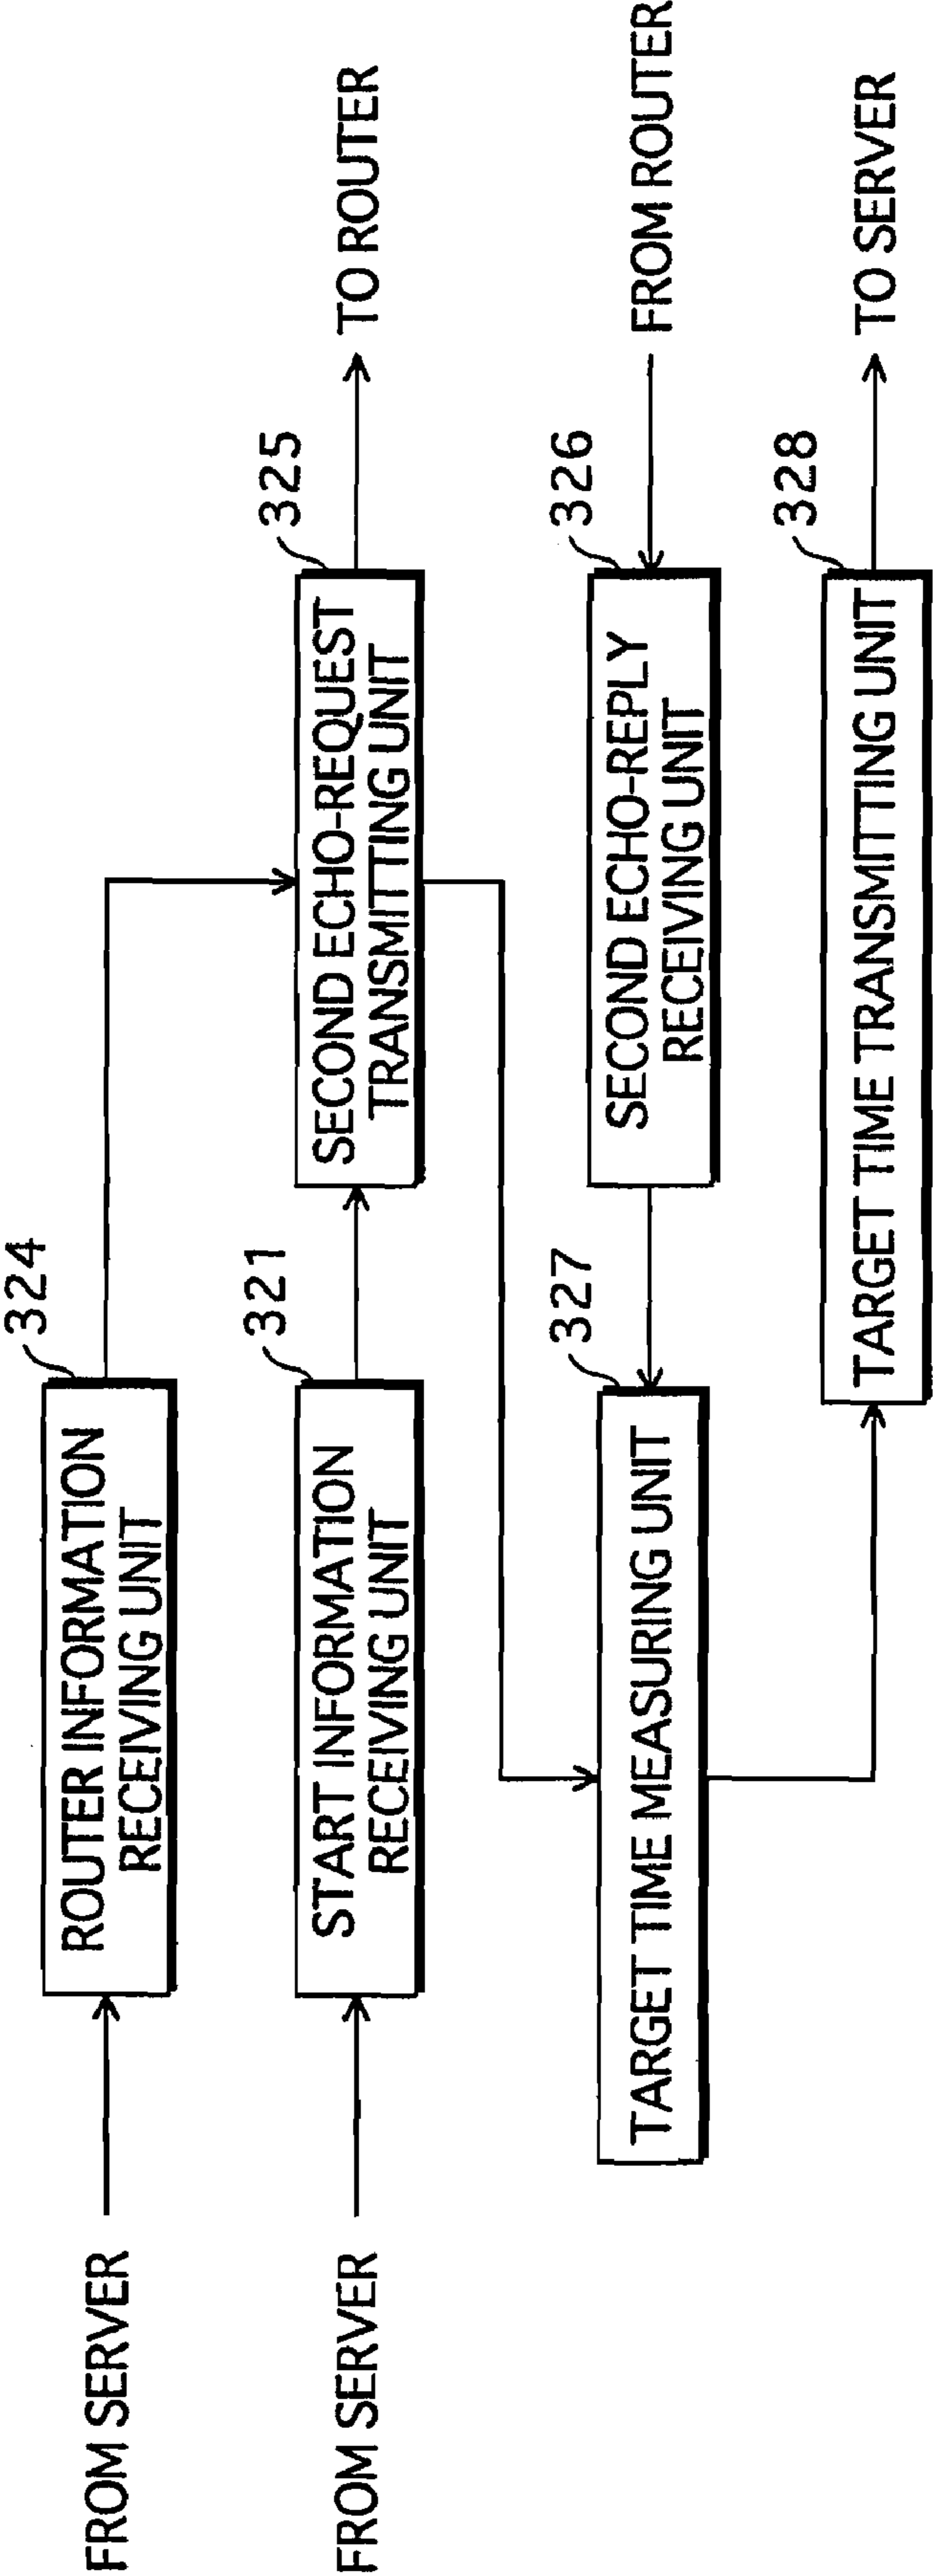 324
FROM SERVER
ROUTER INFORMATION
RECEIVING UNIT
321
325
FROM SERVER
START INFORMATION
RECEIVING UNIT
SECOND ECHO-REQUEST
TRANSMITTING UNIT
TO ROUTER
327
326
TARGET TIME MEASURING UNIT
SECOND ECHO-REPLY
RECEIVING UNIT
FROM ROUTER
328
TARGET TIME TRANSMITTING UNIT
TO SERVER